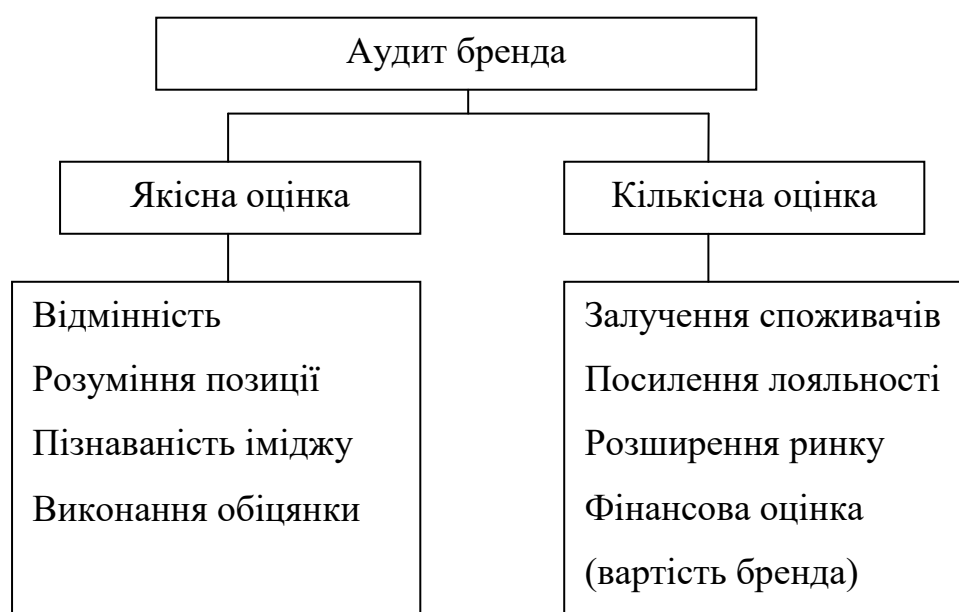 Аудит бренда
Якісна оцінка
Кількісна оцінка
Відмінність
Розуміння позиції
Пізнаваність іміджу
Виконання обіцянки
Залучення споживачів
Посилення лояльності
Розширення ринку
Фінансова оцінка
(вартість бренда)